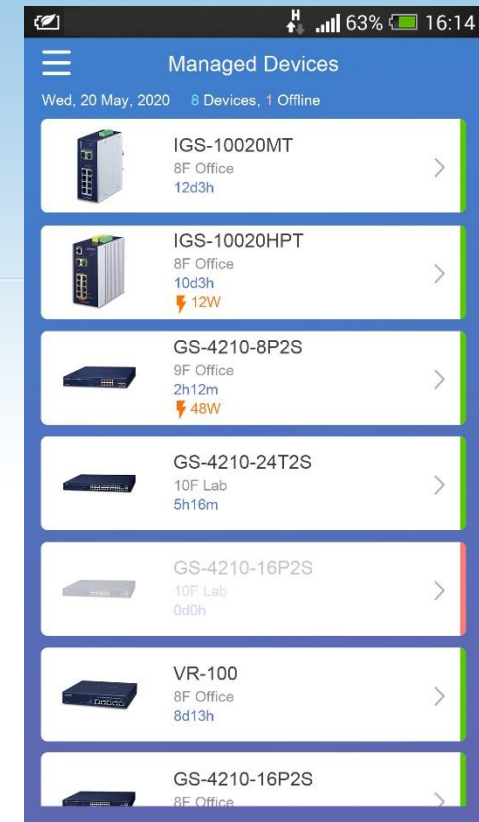 H 63% 16:14
Managed Devices
Wed, 20 May, 2020 8 Devices, 1 Offline
IGS-10020MT
8F Office
12d3h
IGS-10020HPT
8F Office
10d3h
12W
GS-4210-8P2S
9F Office
2h12m
48W
GS-4210-24T2S
10F Lab
5h16m
GS-4210-16P2S
10F Lab
0d0h
VR-100
8F Office
8d13h
GS-4210-16P2S
8F Office